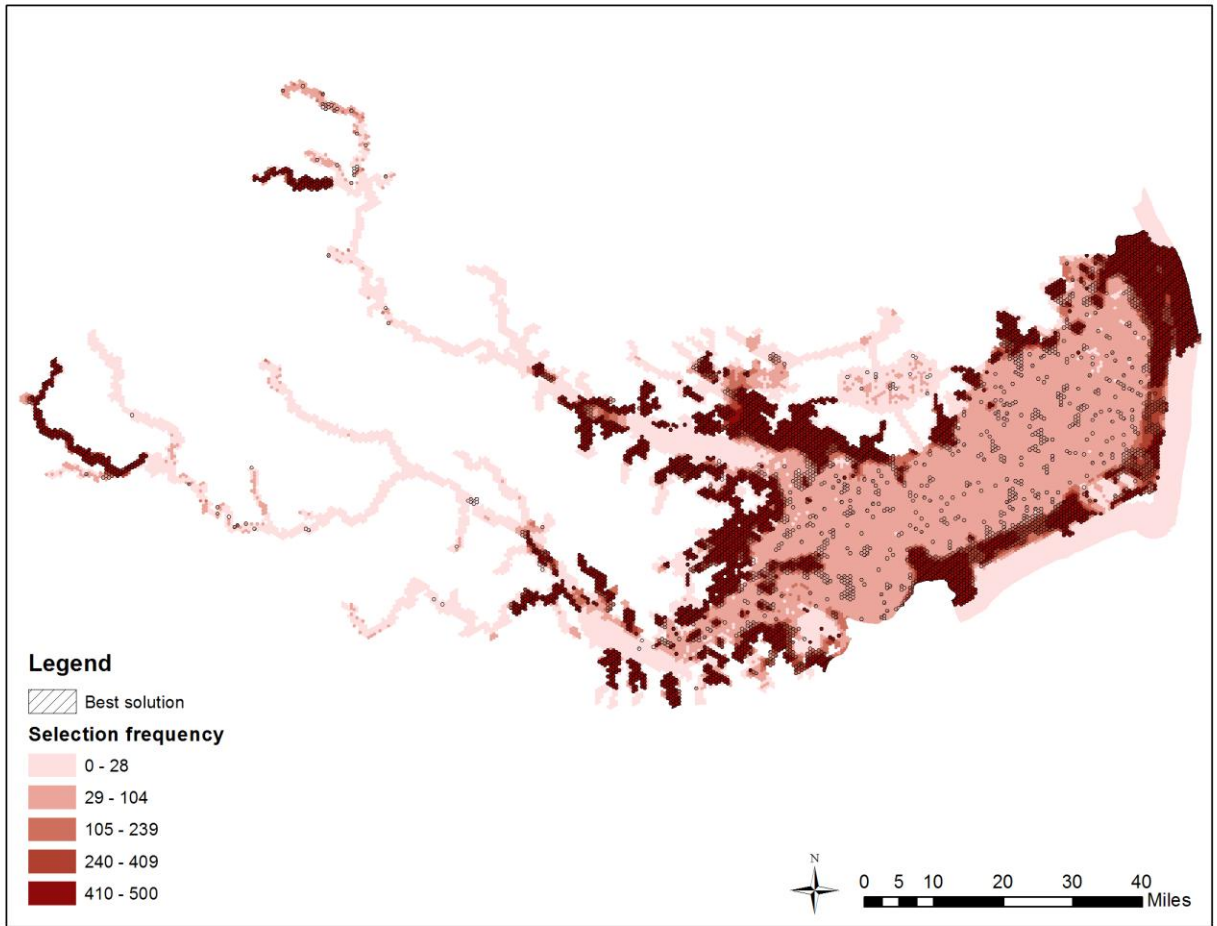 Legend
Best solution
Selection frequency
0 - 28
29 - 104
105 - 239
240 - 409
410 - 500
N
0 5 10 20 30 40
Miles